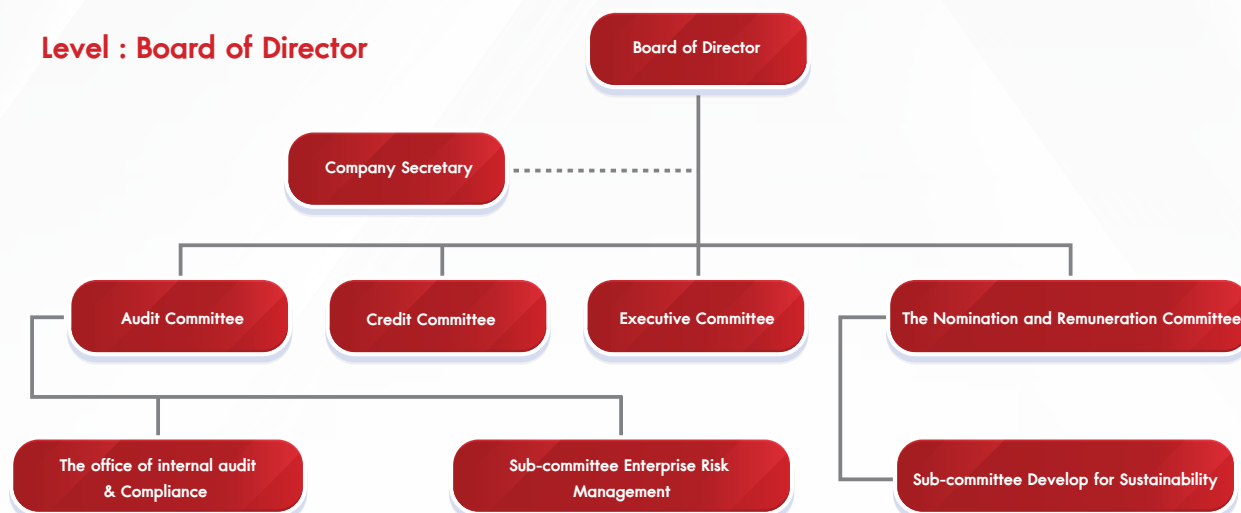 Level : Board of Director
Board of Director
Company Secretary
Audit Committee
Credit Committee
Executive Committee
The Nomination and Remuneration Committee
The office of internal audit
& Compliance
Sub-committee Enterprise Risk
Management
Sub-committee Develop for Sustainability